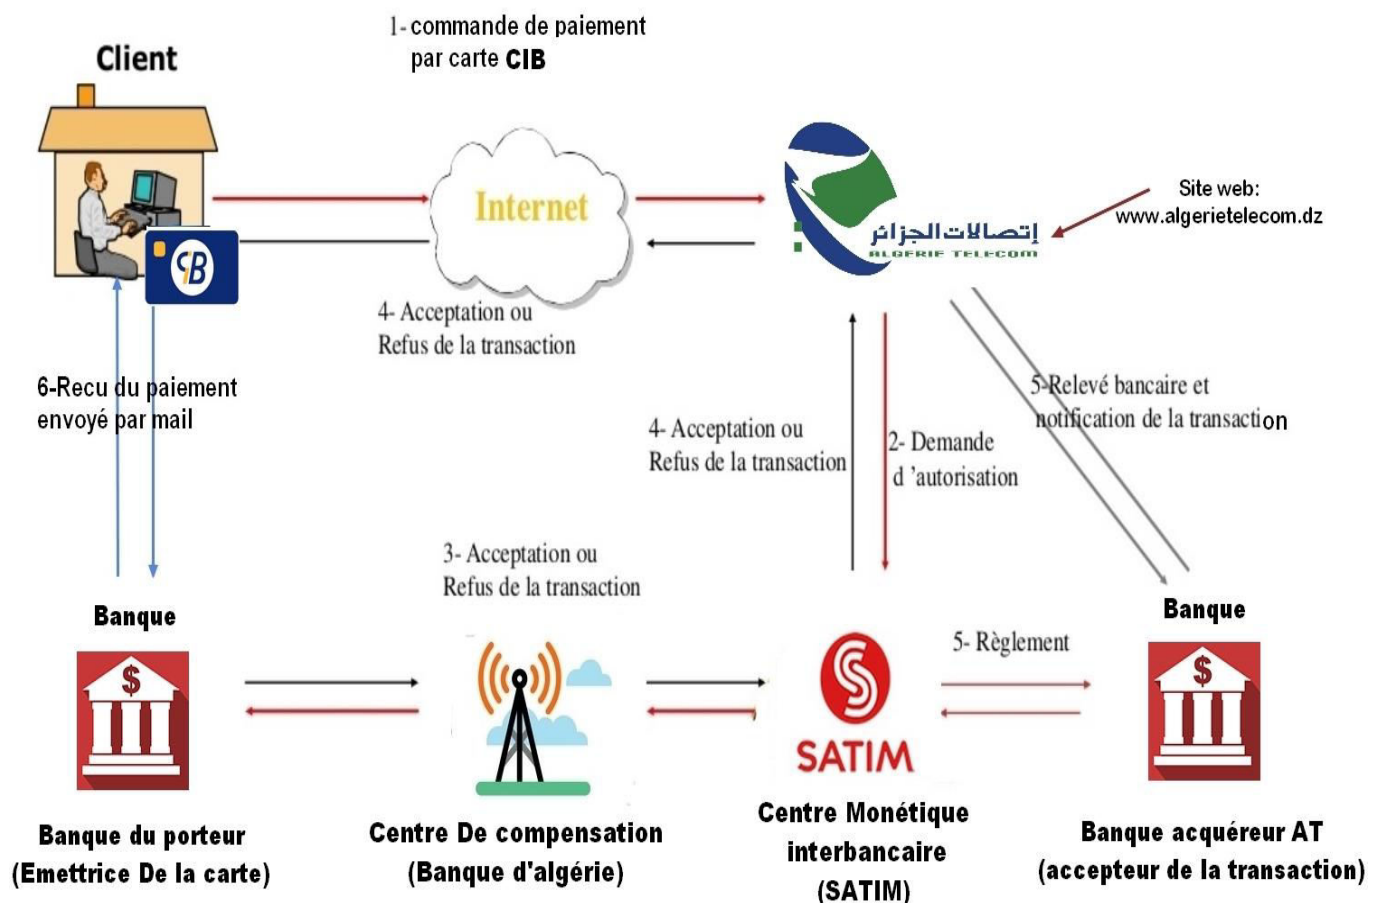 1- commande de paiement
par carte CIB
Client
Internet
Site web:
www.algerietelecom.dz
إتصالات الجزائر
ALGERIE TELECOM
CIB
4- Acceptation ou
Refus de la transaction
6-Recu du paiement
envoyé par mail
5-Relevé bancaire et
notification de la transaction
4- Acceptation ou
Refus de la transaction
2- Demande
d 'autorisation
3- Acceptation ou
Refus de la transaction
Banque
Banque
5- Règlement
$
$
SATIM
Banque du porteur
(Emettrice De la carte)
Centre De compensation
(Banque d'algérie)
Centre Monétique
interbancaire
(SATIM)
Banque acquéreur AT
(accepteur de la transaction)